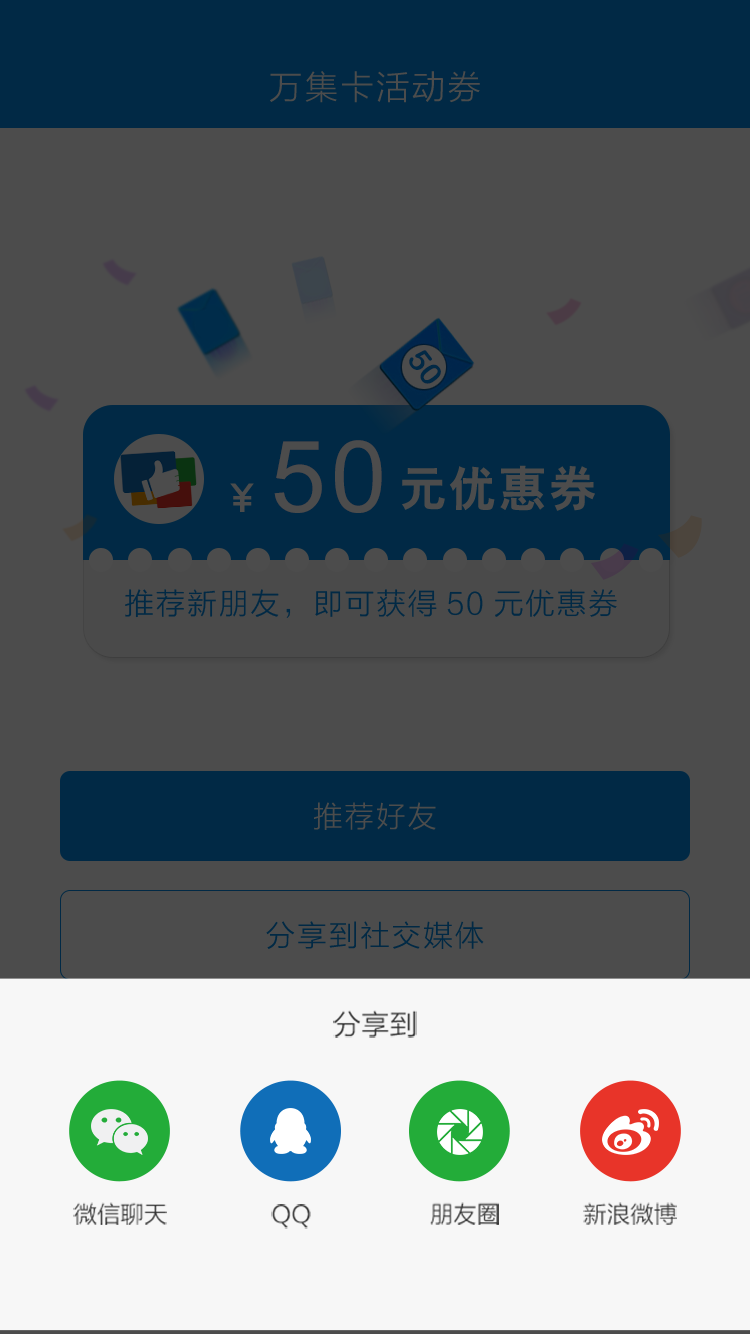 万集卡活动券
50
¥ 50 元优惠券
推荐新朋友，即可获得 50 元优惠券
推荐好友
分享到社交媒体
分享到
微信聊天 QQ 朋友圈 新浪微博